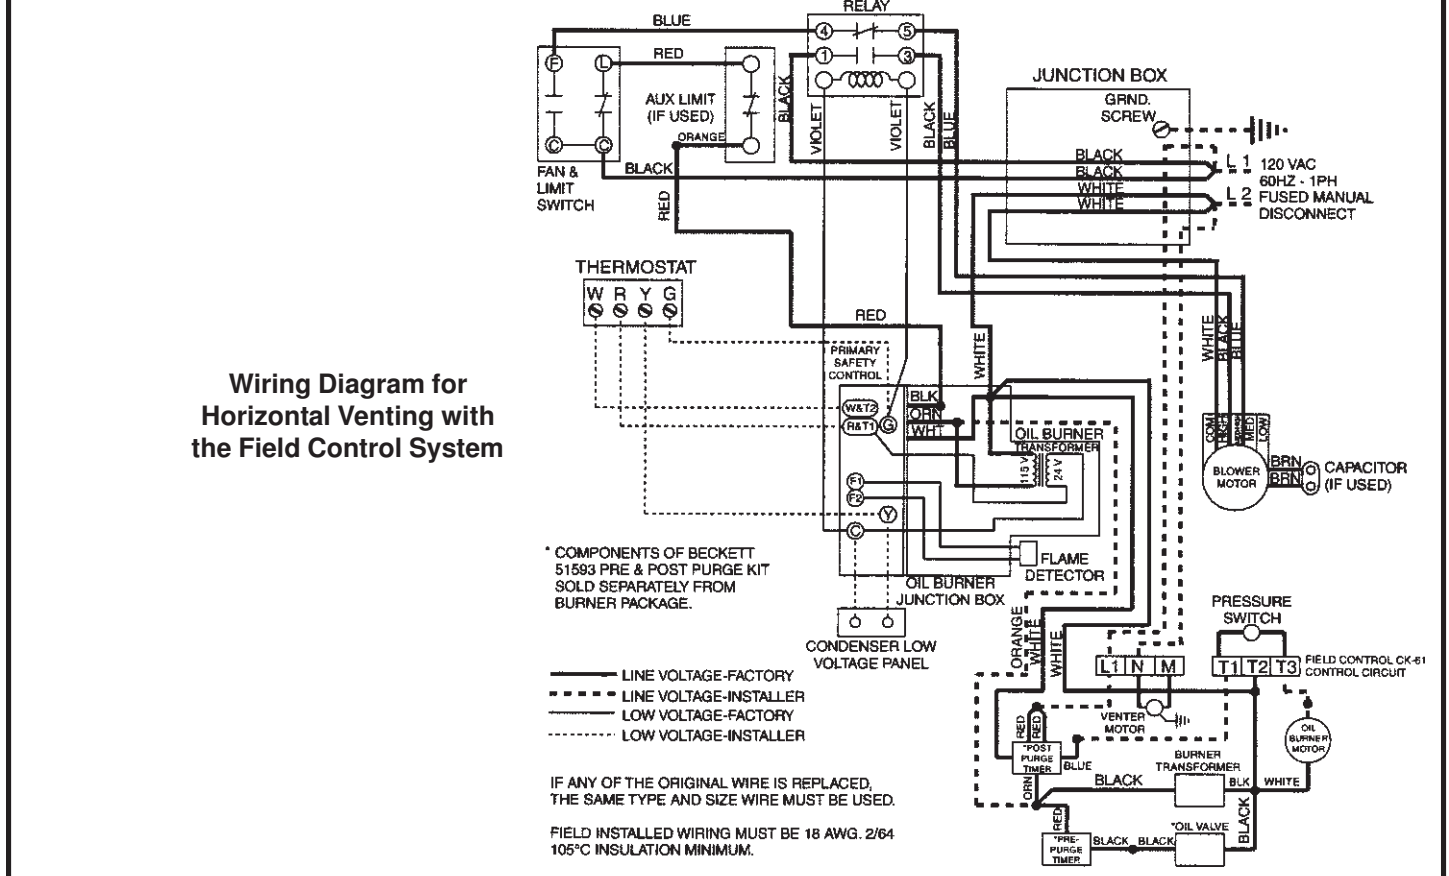 Wiring Diagram for
Horizontal Venting with
the Field Control System
RELAY
BLUE
4
5
1
3
RED
F
L
C
C
AUX LIMIT
(IF USED)
ORANGE
BLACK
FAN &
LIMIT
SWITCH
RED
BLACK
VIOLET
VIOLET
BLACK
BLUE
JUNCTION BOX
GRND.
SCREW
BLACK
BLACK
WHITE
WHITE
L 1
L 2
120 VAC
60HZ - 1PH
FUSED MANUAL
DISCONNECT
THERMOSTAT
W R Y G
RED
WHITE
WHITE
BLACK
BLUE
PRIMARY
SAFETY
CONTROL
W&T2
R&T1
G
F1
F2
Y
C
BLK
ORN
WHT
OIL BURNER
TRANSFORMER
115 V
24 V
COM
HIGH
MED
LOW
BLOWER
MOTOR
BRN
BRN
CAPACITOR
(IF USED)
FLAME
DETECTOR
OIL BURNER
JUNCTION BOX
* COMPONENTS OF BECKETT
51593 PRE & POST PURGE KIT
SOLD SEPARATELY FROM
BURNER PACKAGE.
CONDENSER LOW
VOLTAGE PANEL
LINE VOLTAGE-FACTORY
LINE VOLTAGE-INSTALLER
LOW VOLTAGE-FACTORY
LOW VOLTAGE-INSTALLER
ORANGE
WHITE
WHITE
L1 N M
VENTER
MOTOR
PRESSURE
SWITCH
T1 T2 T3
FIELD CONTROL CK-61
CONTROL CIRCUIT
OIL
BURNER
MOTOR
RED
RED
*POST
PURGE
TIMER
BLUE
ORN
BLACK
BURNER
TRANSFORMER
BLK
WHITE
BLACK
RED
*PRE-
PURGE
TIMER
BLACK
BLACK
*OIL VALVE
IF ANY OF THE ORIGINAL WIRE IS REPLACED,
THE SAME TYPE AND SIZE WIRE MUST BE USED.
FIELD INSTALLED WIRING MUST BE 18 AWG. 2/64
105°C INSULATION MINIMUM.